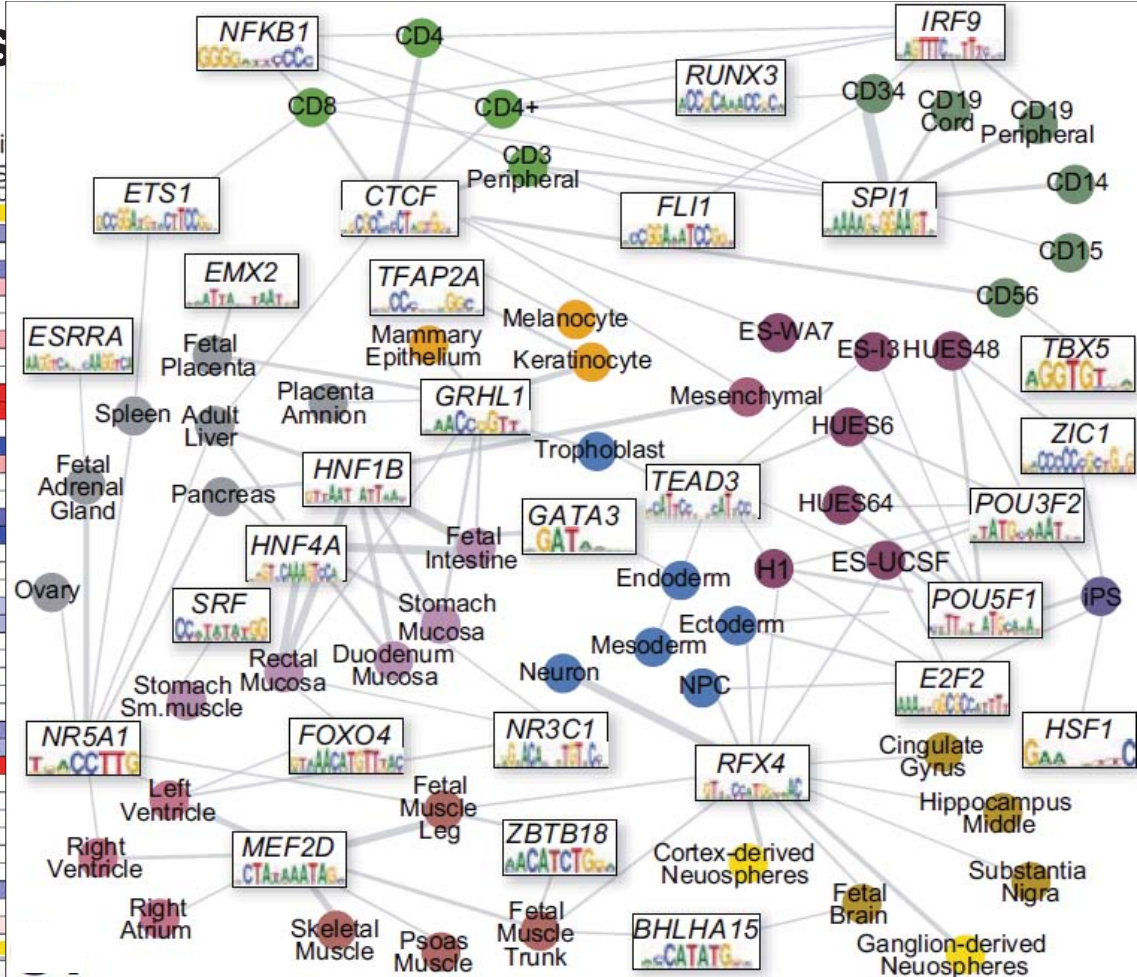 NFKB1
CD4
IRF9
RUNX3
CD8
CD4+
CD34
CD19
Cord
CD19
Peripheral
CD3
Peripheral
ETS1
CTCF
FLI1
SPI1
CD14
CD15
EMX2
TFAP2A
CD56
ESRRA
Fetal
Placenta
Mammary
Epithelium
Melanocyte
Keratinocyte
ES-WA7
ES-I3
HUES48
TBX5
AGGTG
Spleen
Adult
Liver
Placenta
Amnion
GRHL1
Mesenchymal
HUES6
ZIC1
Fetal
Adrenal
Gland
Pancreas
HNF1B
Trophoblast
TEAD3
HUES64
POU3F2
HNF4A
Fetal
Intestine
GATA3
GATA
Endoderm
H1
ES-UCSF
Ovary
SRF
Stomach
Mucosa
Ectoderm
POU5F1
iPS
Rectal
Mucosa
Duodenum
Mucosa
Mesoderm
Neuron
NPC
E2F2
Stomach
Sm.muscle
NR5A1
FOXO4
NR3C1
RFX4
Cingulate
Gyrus
HSF1
Left
Ventricle
Fetal
Muscle
Leg
Hippocampus
Middle
Right
Ventricle
MEF2D
ZBTB18
Cortex-derived
Neuospheres
Substantia
Nigra
Right
Atrium
Skeletal
Muscle
Psoas
Muscle
Fetal
Muscle
Trunk
BHLHA15
CATATG
Fetal
Brain
Ganglion-derived
Neuospheres